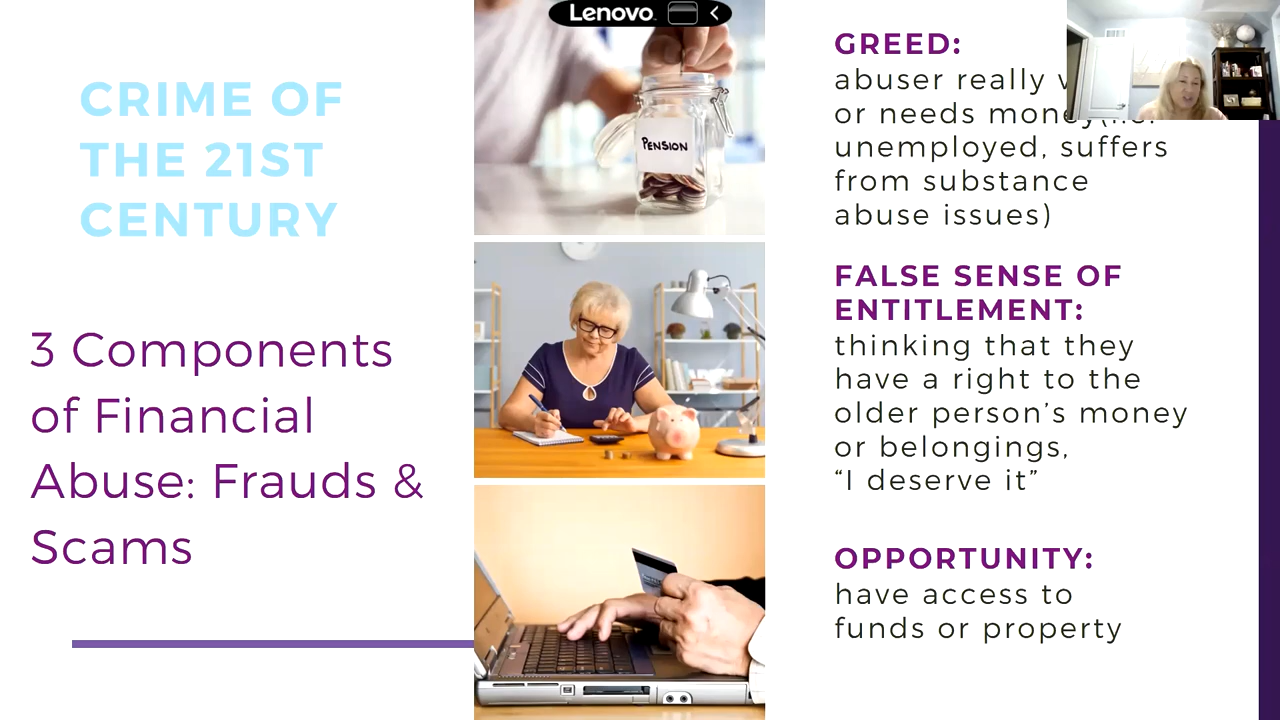 Lenovo
CRIME OF
THE 21ST
CENTURY
3 Components
of Financial
Abuse: Frauds &
Scams
PENSION
GREED:
abuser really
or needs
unemployed, suffers
from substance
abuse issues)
FALSE SENSE OF
ENTITLEMENT:
thinking that they
have a right to the
older person’s money
or belongings,
“I deserve it”
OPPORTUNITY:
have access to
funds or property